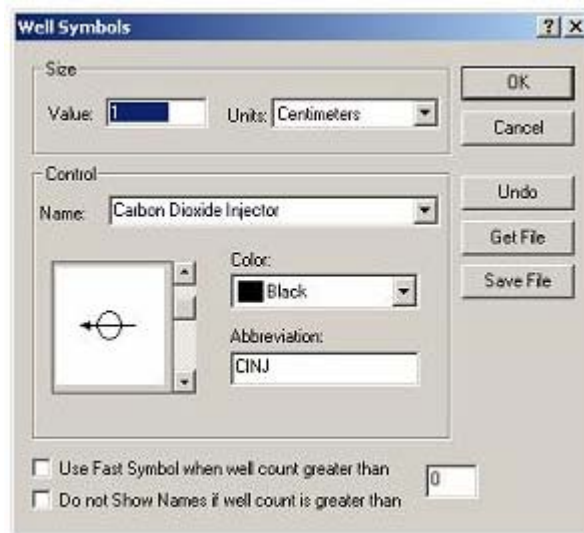 Well Symbols
Size
Value: 1 Units: Centimeters
OK
Cancel
Control
Name: Carbon Dioxide Injector
Undo
Get File
Save File
Color:
Black
Abbreviation:
CINJ
Use Fast Symbol when well count greater than
0
Do not Show Names if well count is greater than